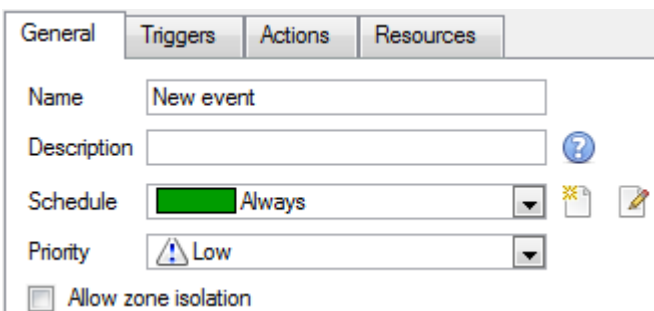 General Triggers Actions Resources
Name New event
Description
Schedule Always
Priority Low
Allow zone isolation